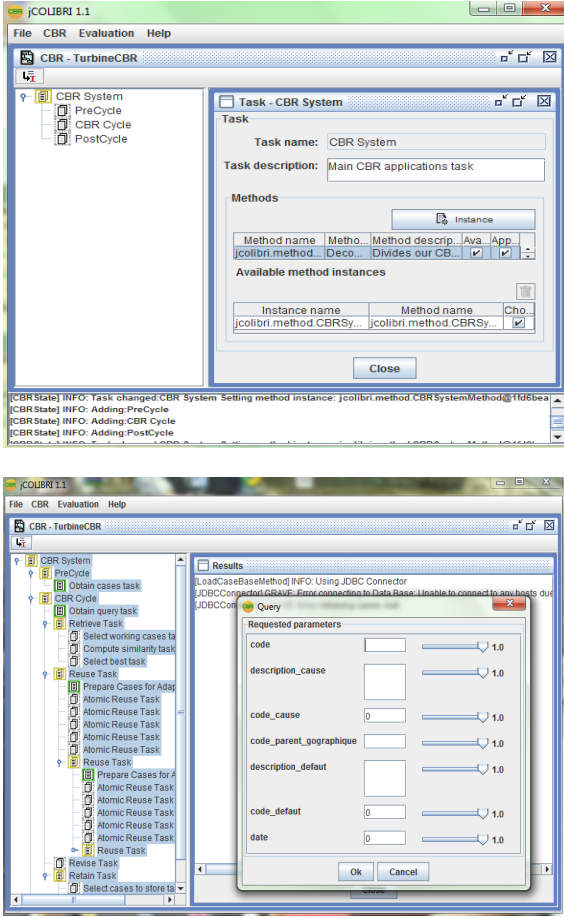 jCOLIBRI 1.1
File CBR Evaluation Help
CBR - TurbineCBR
CBR System
PreCycle
CBR Cycle
PostCycle
Task - CBR System
Task
Task name: CBR System
Task description: Main CBR applications task
Methods
Instance
Method name Metho... Method descrip... Ava... App...
jcolibri.method... Deco... Divides our CB...
Available method instances
Instance name Method name Cho...
jcolibri.method.CBRSy... jcolibri.method.CBRSy...
Close
[CBRState] INFO: Task changed:CBR System Setting method instance: jcolibri.method.CBRSystemMethod@1fd6bea
[CBRState] INFO: Adding:PreCycle
[CBRState] INFO: Adding:CBR Cycle
[CBRState] INFO: Adding:PostCycle
jCOLIBRI 1.1
File CBR Evaluation Help
CBR - TurbineCBR
CBR System
PreCycle
Obtain cases task
CBR Cycle
Obtain query task
Retrieve Task
Select working cases ta
Compute similarity task
Select best task
Reuse Task
Prepare Cases for Adap
Atomic Reuse Task
Atomic Reuse Task
Atomic Reuse Task
Atomic Reuse Task
Reuse Task
Prepare Cases for A
Atomic Reuse Task
Atomic Reuse Task
Atomic Reuse Task
Atomic Reuse Task
Reuse Task
Revise Task
Retain Task
Select cases to store ta
Results
[LoadCaseBaseMethod] INFO: Using JDBC Connector
[JDBCConnector] GRAVE: Error connecting to Data Base: Unable to connect to any hosts due
[JDBCCon
Query
Requested parameters
code 1.0
description_cause 1.0
code_cause 0 1.0
code_parent_gographique 1.0
description_defaut 1.0
code_defaut 0 1.0
date 0 1.0
Ok Cancel